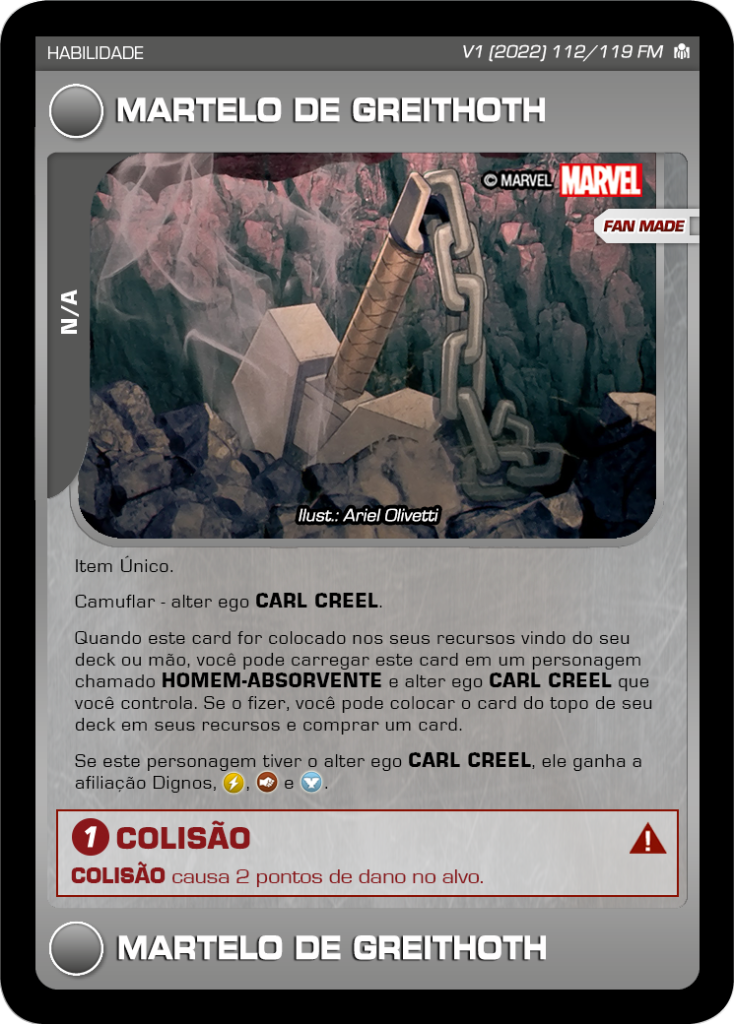 HABILIDADE
V1 (2022) 112/119 FM
MARTELO DE GREITHOTH
© MARVEL MARVEL
FAN MADE
N/A
Ilust.: Ariel Olivetti
Item Único.
Camuflar - alter ego CARL CREEL.
Quando este card for colocado nos seus recursos vindo do seu
deck ou mão, você pode carregar este card em um personagem
chamado HOMEM-ABSORVENTE e alter ego CARL CREEL que
você controla. Se o fizer, você pode colocar o card do topo de seu
deck em seus recursos e comprar um card.
Se este personagem tiver o alter ego CARL CREEL, ele ganha a
afiliação Dignos, , e .
1 COLISÃO !
COLISÃO causa 2 pontos de dano no alvo.
MARTELO DE GREITHOTH